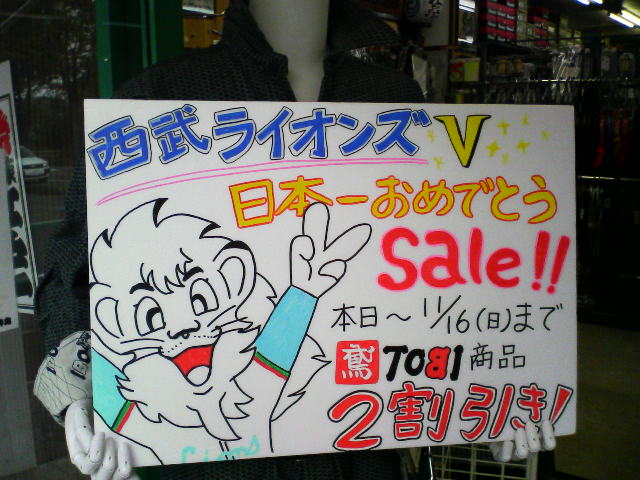 西武ライオンズV
日本一おめでとう
Sale!!
本日～11/16(日)まで
鳶 TOBI 商品
2割引き!
Lions